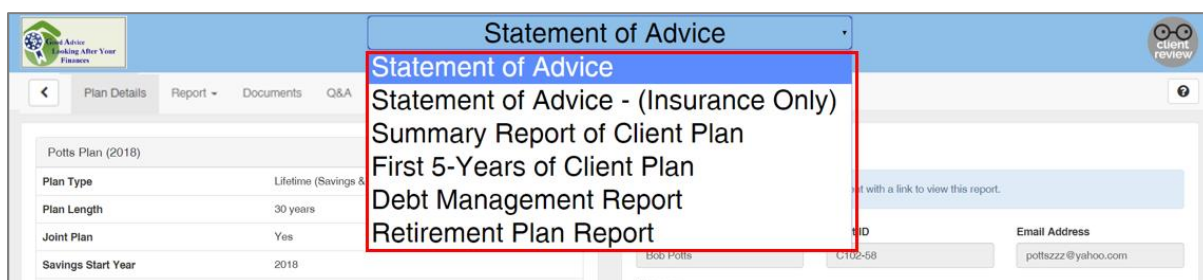 Good Advice
Looking After Your
Finances
Statement of Advice
client
review
Statement of Advice
Statement of Advice - (Insurance Only)
Summary Report of Client Plan
First 5-Years of Client Plan
Debt Management Report
Retirement Plan Report
Plan Details Report Documents Q&A
Potts Plan (2018)
Plan Type Lifetime (Savings &
Plan Length 30 years
with a link to view this report.
Joint Plan Yes
ID Email Address
Savings Start Year 2018
Bob Potts C102-58 pottszzz@yahoo.com